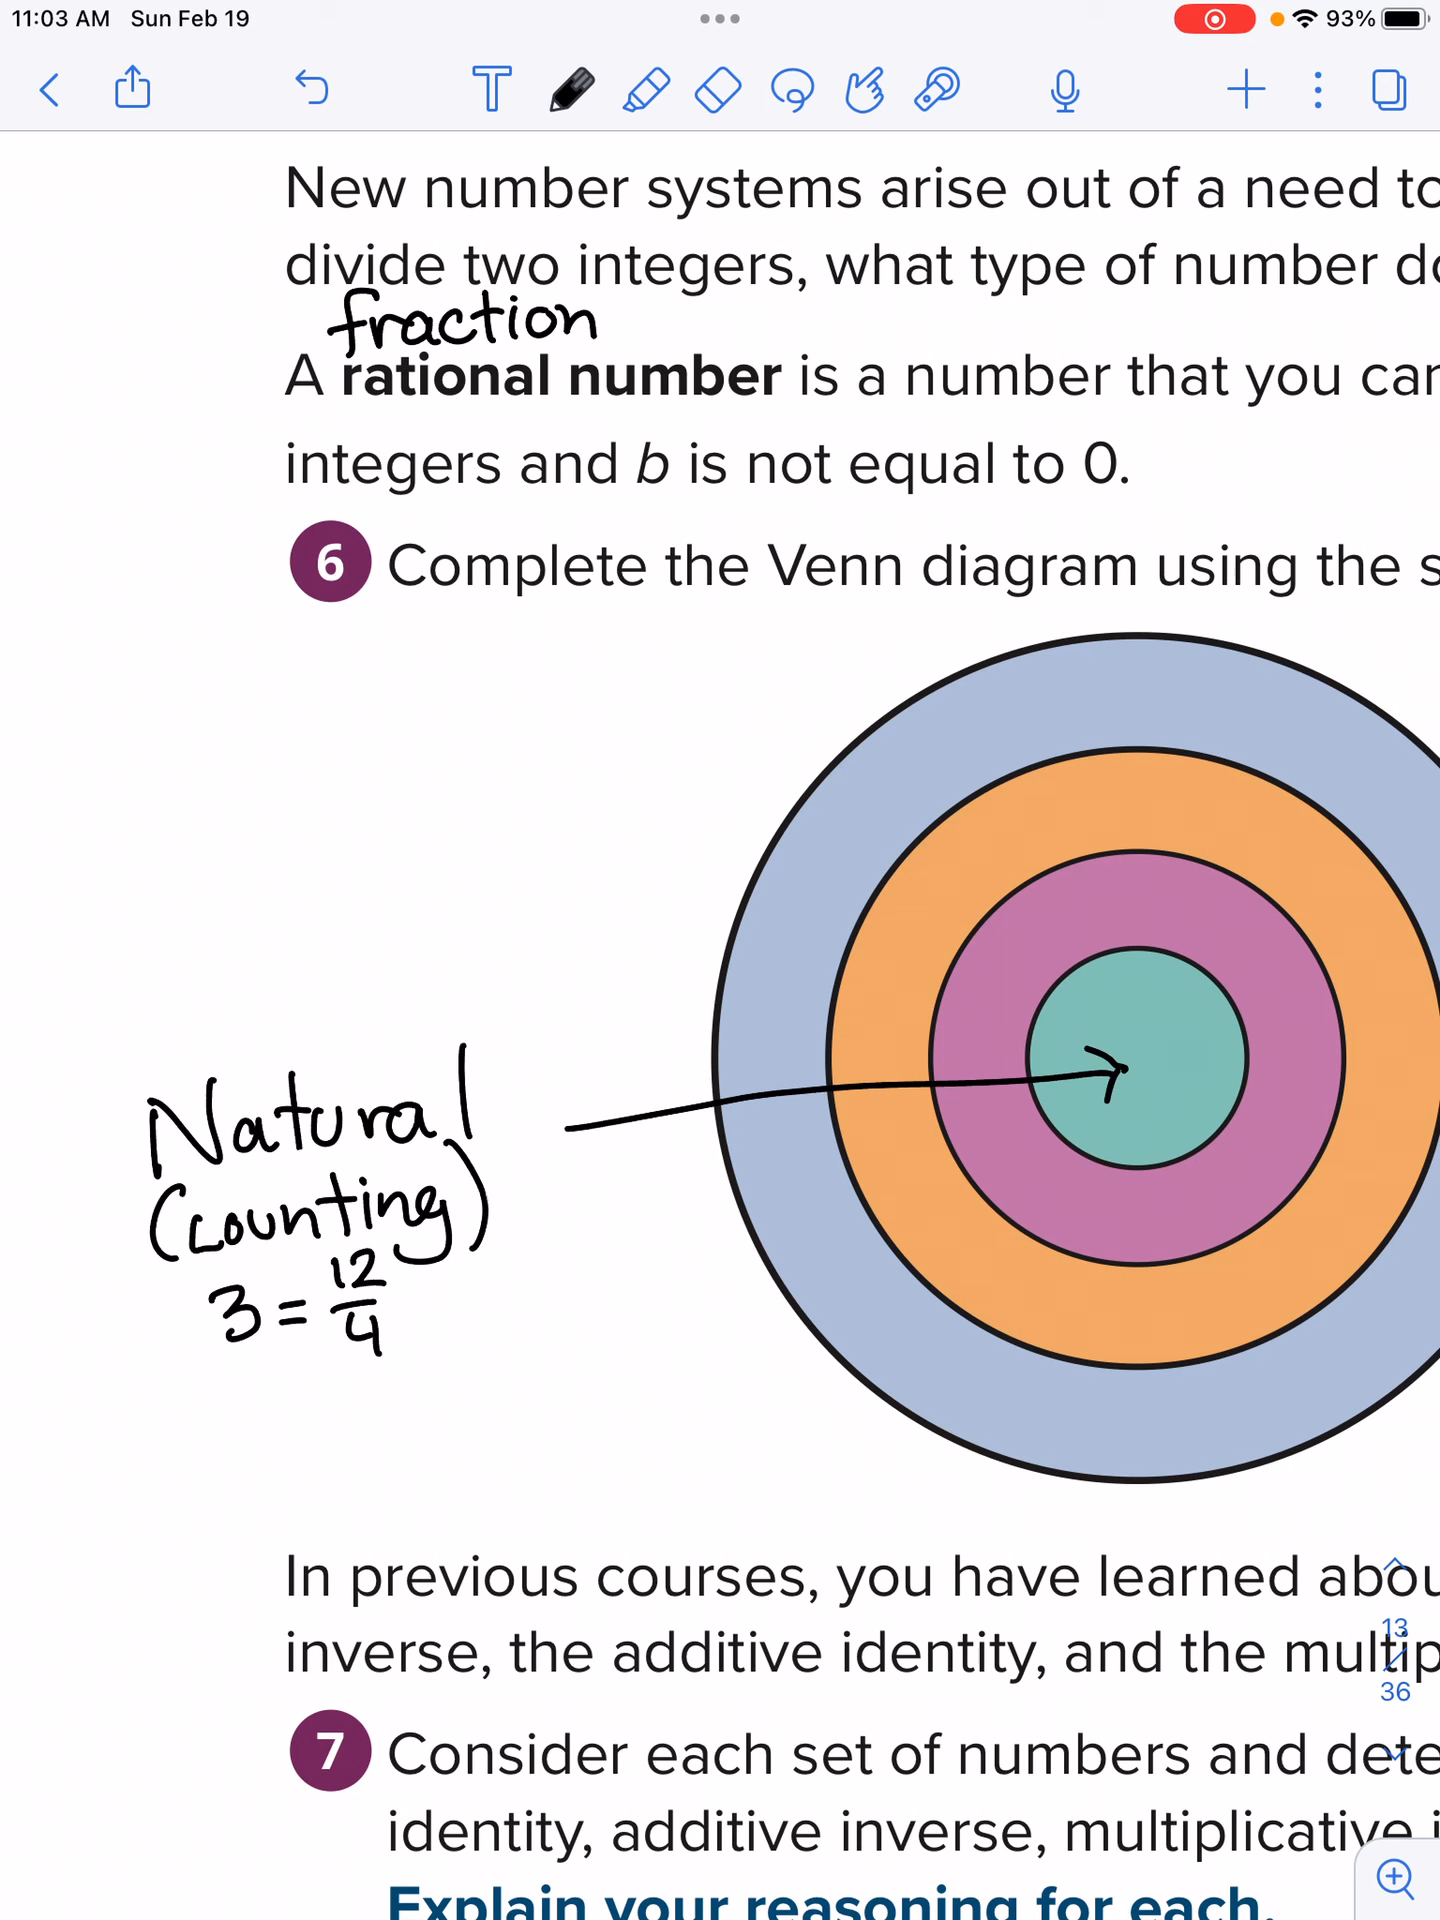 11:03 AM Sun Feb 19
93%
New number systems arise out of a need to
divide two integers, what type of number do
fraction
A rational number is a number that you can
integers and b is not equal to 0.
6 Complete the Venn diagram using the s
Natural
(counting)
3 = 12/4
In previous courses, you have learned abou
inverse, the additive identity, and the multip
13
36
7 Consider each set of numbers and dete
identity, additive inverse, multiplicative i
Explain your reasoning for each.